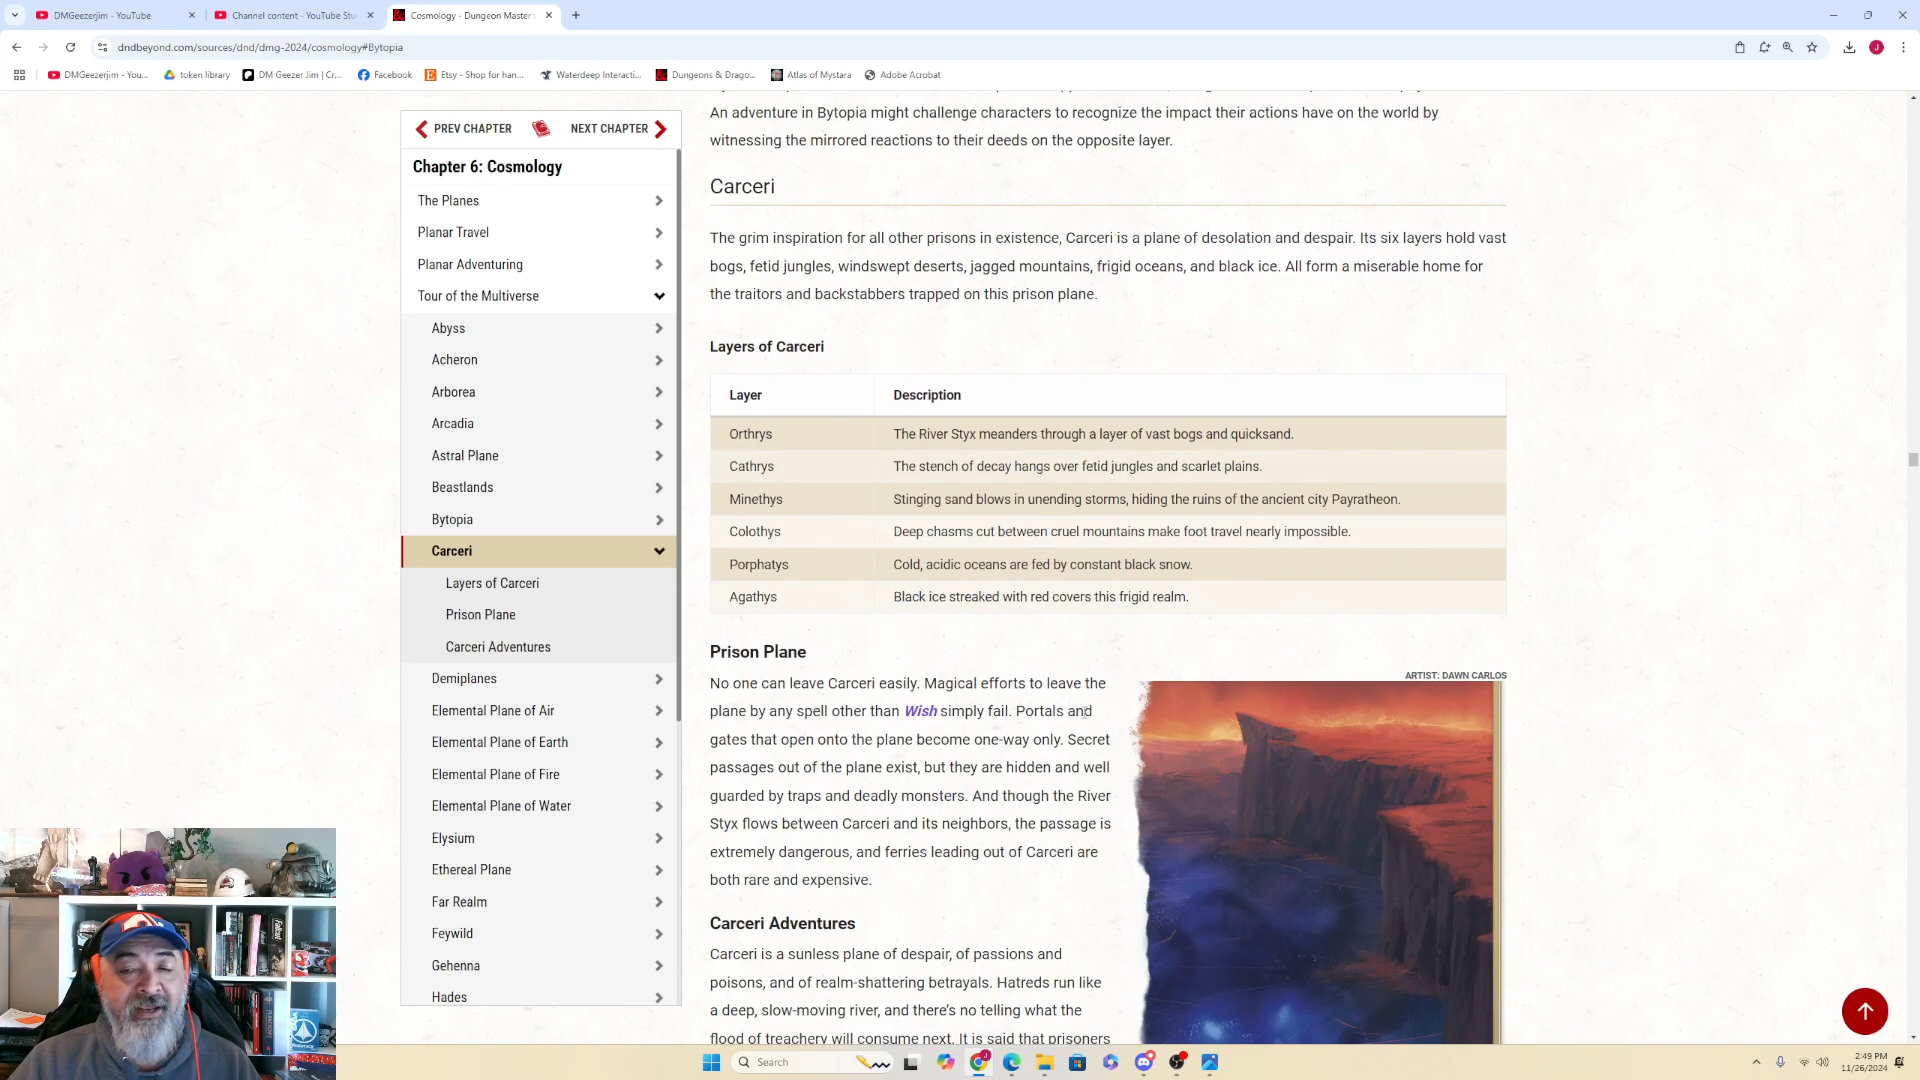 DMGeezerjim - YouTube
Channel content - YouTube Stu
Cosmology - Dungeon Master's
dndbeyond.com/sources/dnd/dmg-2024/cosmology#Bytopia
DMGeezerjim - You...
token library
DM Geezer Jim | Cr...
Facebook
Etsy - Shop for han...
Waterdeep Interacti...
Dungeons & Drago...
Atlas of Mystara
Adobe Acrobat
PREV CHAPTER
NEXT CHAPTER
Chapter 6: Cosmology
The Planes
Planar Travel
Planar Adventuring
Tour of the Multiverse
Abyss
Acheron
Arborea
Arcadia
Astral Plane
Beastlands
Bytopia
Carceri
Layers of Carceri
Prison Plane
Carceri Adventures
Demiplanes
Elemental Plane of Air
Elemental Plane of Earth
Elemental Plane of Fire
Elemental Plane of Water
Elysium
Ethereal Plane
Far Realm
Feywild
Gehenna
Hades
An adventure in Bytopia might challenge characters to recognize the impact their actions have on the world by
witnessing the mirrored reactions to their deeds on the opposite layer.
Carceri
The grim inspiration for all other prisons in existence, Carceri is a plane of desolation and despair. Its six layers hold vast
bogs, fetid jungles, windswept deserts, jagged mountains, frigid oceans, and black ice. All form a miserable home for
the traitors and backstabbers trapped on this prison plane.
Layers of Carceri
Layer Description
Orthrys The River Styx meanders through a layer of vast bogs and quicksand.
Cathrys The stench of decay hangs over fetid jungles and scarlet plains.
Minethys Stinging sand blows in unending storms, hiding the ruins of the ancient city Payratheon.
Colothys Deep chasms cut between cruel mountains make foot travel nearly impossible.
Porphatys Cold, acidic oceans are fed by constant black snow.
Agathys Black ice streaked with red covers this frigid realm.
Prison Plane
ARTIST: DAWN CARLOS
No one can leave Carceri easily. Magical efforts to leave the
plane by any spell other than Wish simply fail. Portals and
gates that open onto the plane become one-way only. Secret
passages out of the plane exist, but they are hidden and well
guarded by traps and deadly monsters. And though the River
Styx flows between Carceri and its neighbors, the passage is
extremely dangerous, and ferries leading out of Carceri are
both rare and expensive.
Carceri Adventures
Carceri is a sunless plane of despair, of passions and
poisons, and of realm-shattering betrayals. Hatreds run like
a deep, slow-moving river, and there's no telling what the
flood of treachery will consume next. It is said that prisoners
Search
2:49 PM
11/26/2024